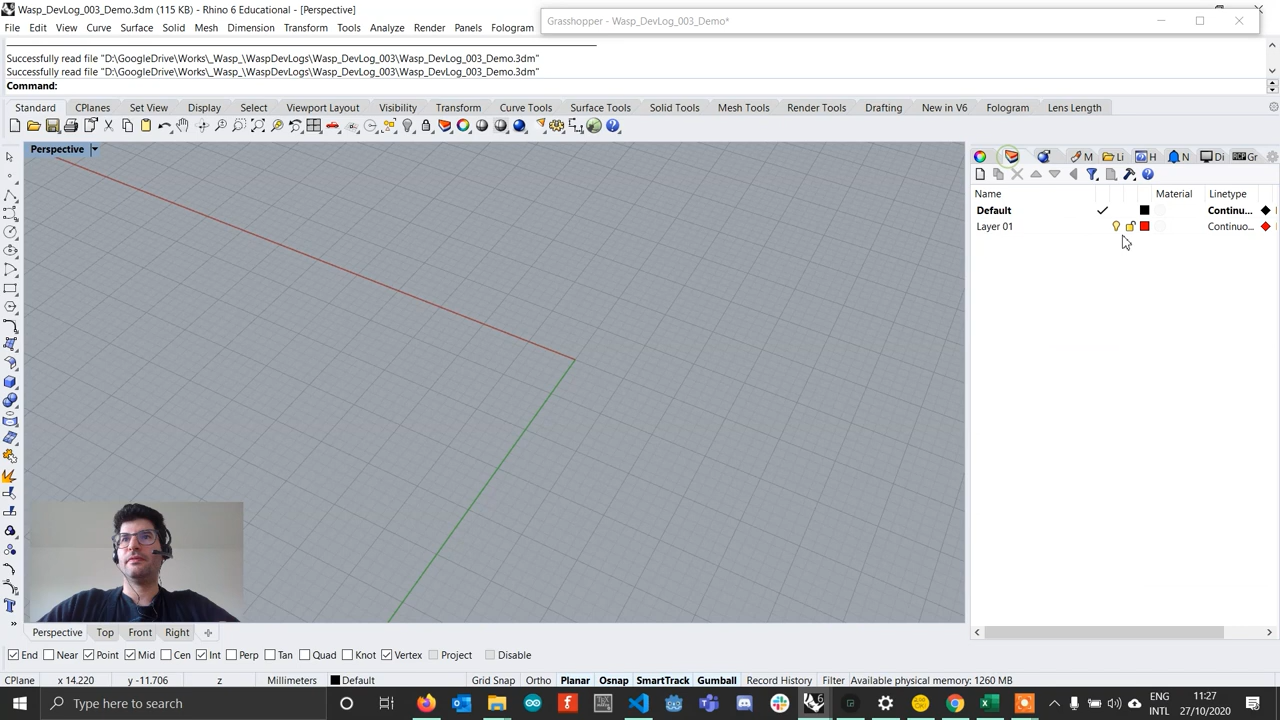 Wasp_DevLog_003_Demo.3dm (115 KB) - Rhino 6 Educational - [Perspective]
Grasshopper - Wasp_DevLog_003_Demo*
File Edit View Curve Surface Solid Mesh Dimension Transform Tools Analyze Render Panels Fologram
Successfully read file "D:\GoogleDrive\Works\_Wasp_\WaspDevLogs\Wasp_DevLog_003\Wasp_DevLog_003_Demo.3dm"
Successfully read file "D:\GoogleDrive\Works\_Wasp_\WaspDevLogs\Wasp_DevLog_003\Wasp_DevLog_003_Demo.3dm"
Command:
Standard CPlanes Set View Display Select Viewport Layout Visibility Transform Curve Tools Surface Tools Solid Tools Mesh Tools Render Tools Drafting New in V6 Fologram Lens Length
Perspective
M Li H N Di Gr
Name Material Linetype
Default Continu...
Layer 01 Continuo...
Perspective Top Front Right
End Near Point Mid Cen Int Perp Tan Quad Knot Vertex Project Disable
CPlane x 14.220 y -11.706 z Millimeters Default Grid Snap Ortho Planar Osnap SmartTrack Gumball Record History Filter Available physical memory: 1260 MB
Type here to search
ENG
INTL
11:27
27/10/2020